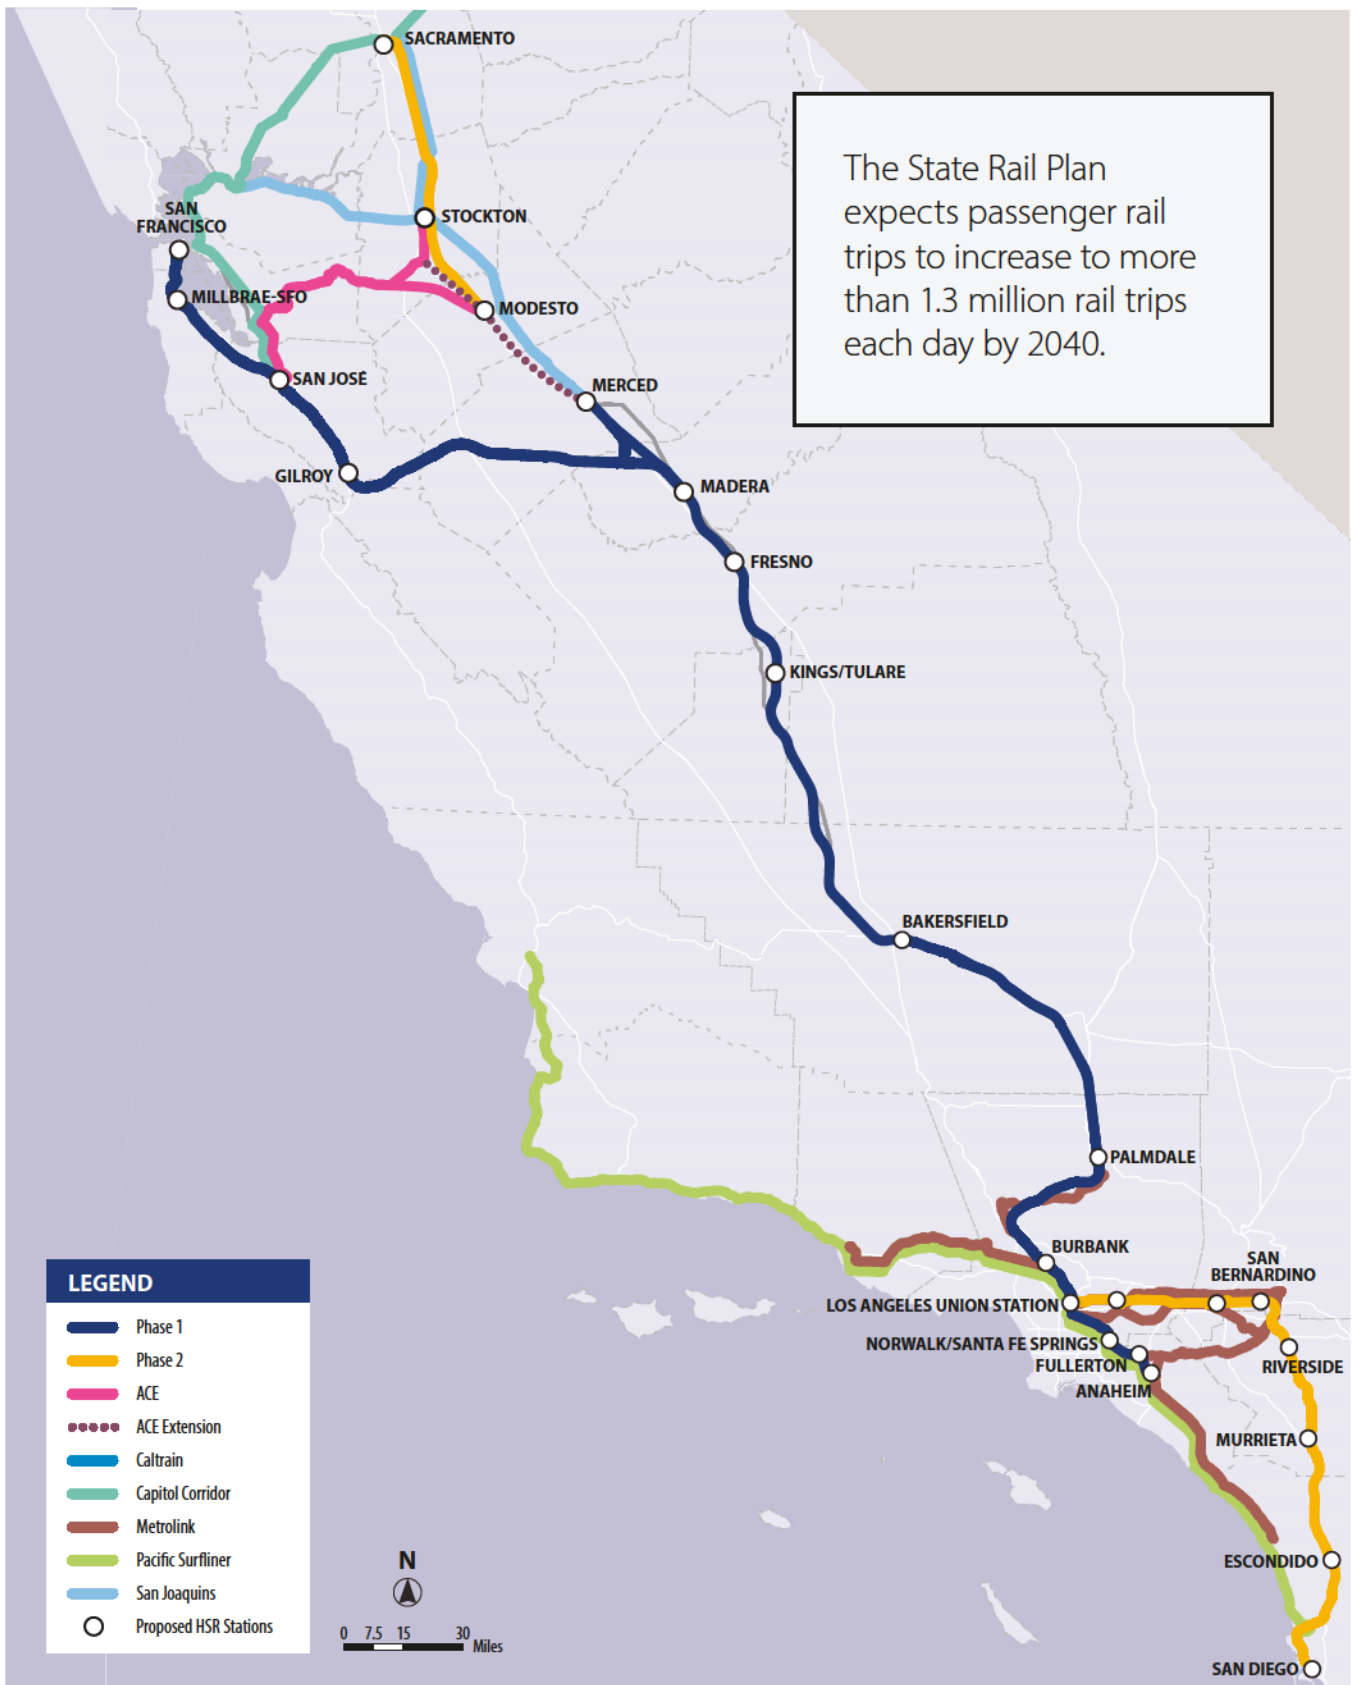 SACRAMENTO
The State Rail Plan
expects passenger rail
trips to increase to more
than 1.3 million rail trips
each day by 2040.
SAN
FRANCISCO
STOCKTON
MILLBRAE-SFO
MODESTO
SAN JOSÉ
MERCED
GILROY
MADERA
FRESNO
KINGS/TULARE
BAKERSFIELD
PALMDALE
BURBANK
SAN
BERNARDINO
LOS ANGELES UNION STATION
NORWALK/SANTA FE SPRINGS
FULLERTON
RIVERSIDE
ANAHEIM
MURRIETA
ESCONDIDO
SAN DIEGO
LEGEND
Phase 1
Phase 2
ACE
ACE Extension
Caltrain
Capitol Corridor
Metrolink
Pacific Surfliner
San Joaquins
Proposed HSR Stations
N
0 7.5 15 30
Miles